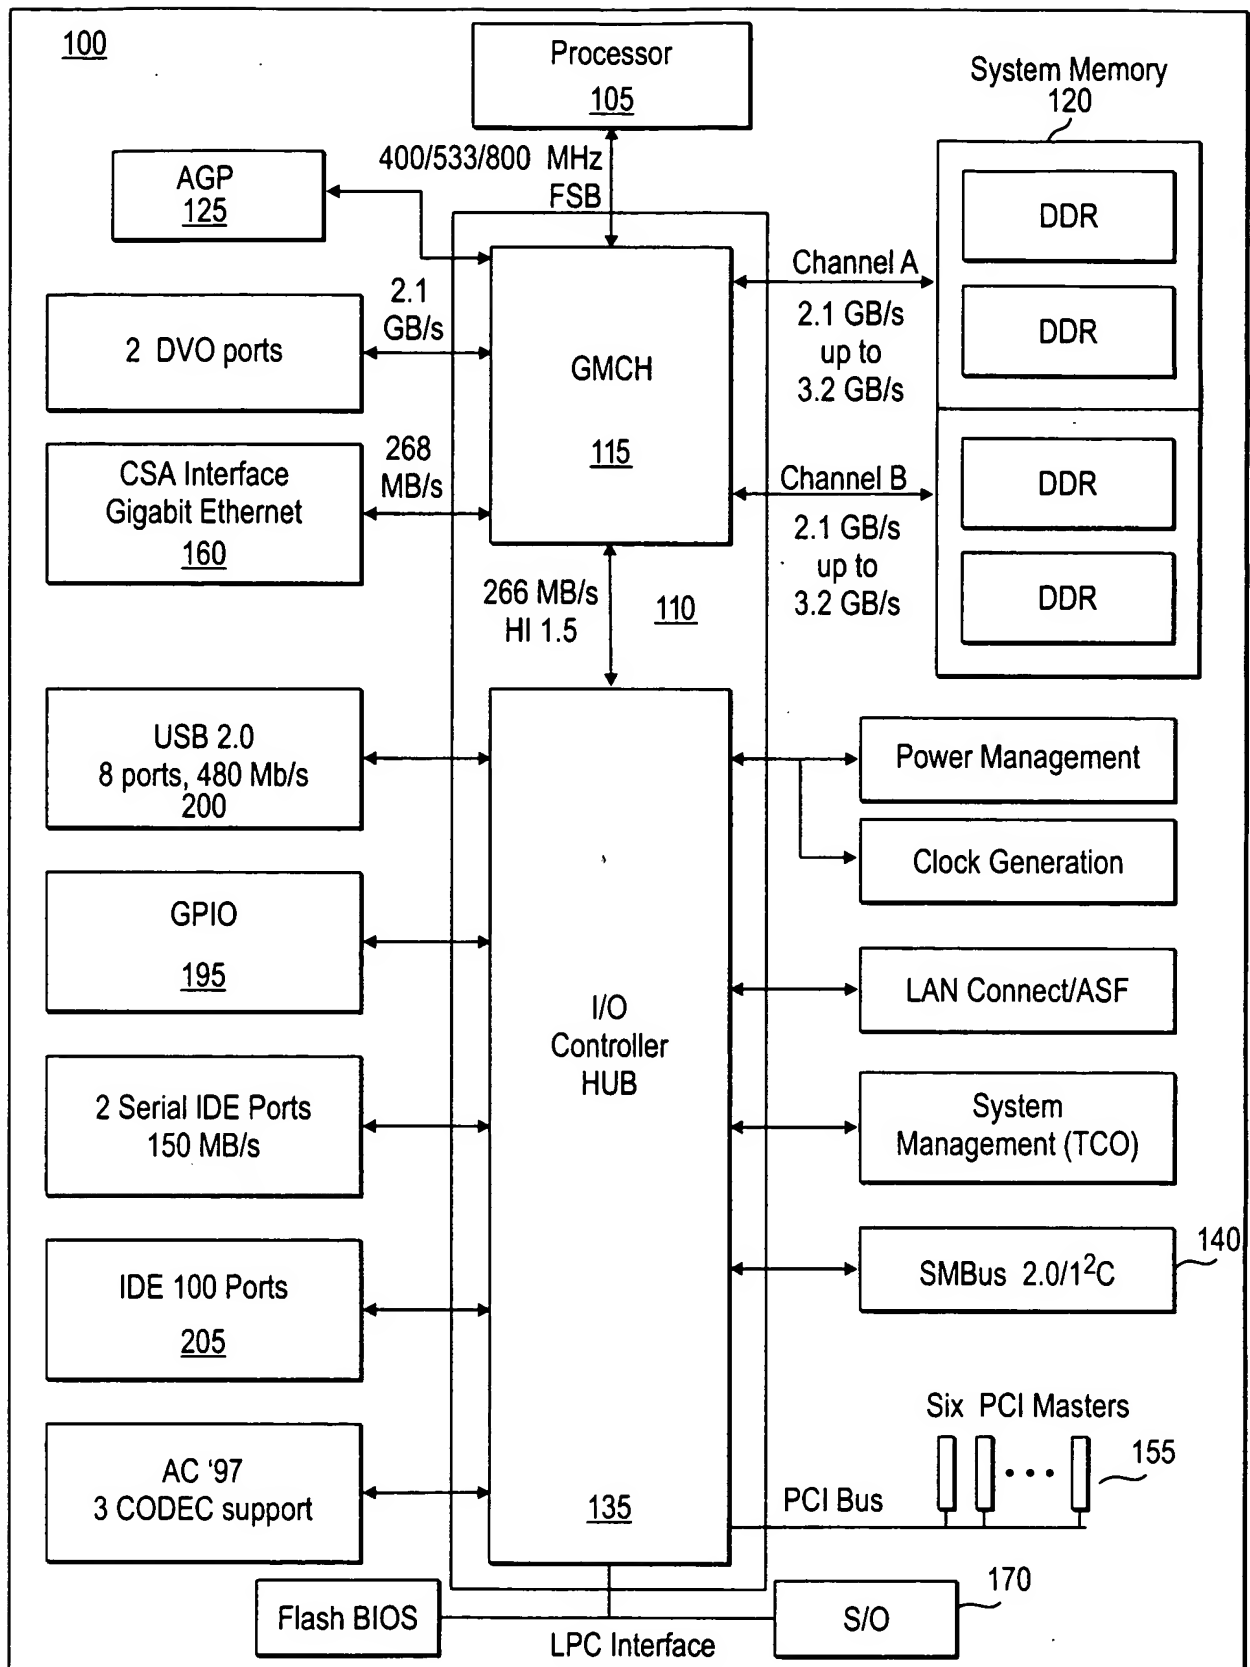 100
Processor
105
System Memory
120
400/533/800 MHz
FSB
AGP
125
DDR
DDR
Channel A
2.1 GB/s
up to
3.2 GB/s
2.1
GB/s
2 DVO ports
GMCH
115
CSA Interface
Gigabit Ethernet
160
268
MB/s
Channel B
2.1 GB/s
up to
3.2 GB/s
DDR
DDR
266 MB/s
HI 1.5
110
USB 2.0
8 ports, 480 Mb/s
200
Power Management
Clock Generation
GPIO
195
I/O
Controller
HUB
LAN Connect/ASF
2 Serial IDE Ports
150 MB/s
System
Management (TCO)
140
SMBus 2.0/1²C
IDE 100 Ports
205
Six PCI Masters
155
AC '97
3 CODEC support
135
PCI Bus
Flash BIOS
LPC Interface
S/O
170